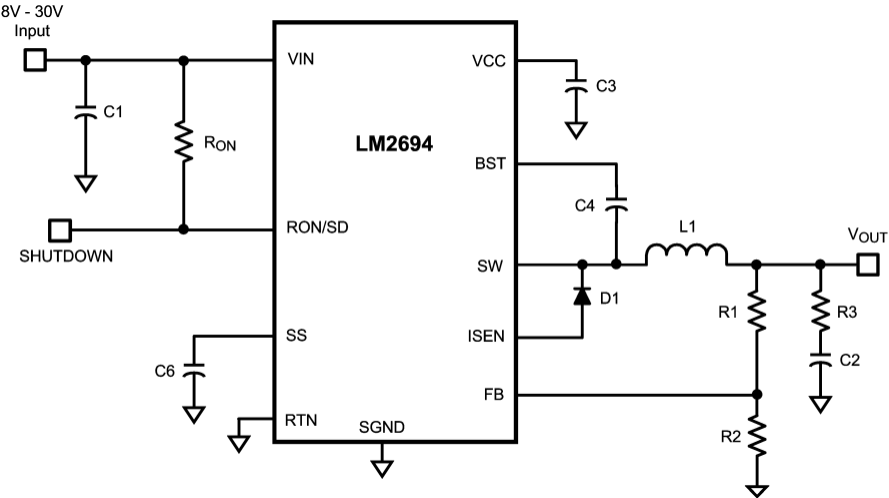 8V - 30V
Input
VIN
VCC
C3
C1
RON
LM2694
BST
C4
L1
VOUT
SHUTDOWN
RON/SD
SW
D1
R1
R3
ISEN
SS
C6
C2
FB
RTN
SGND
R2